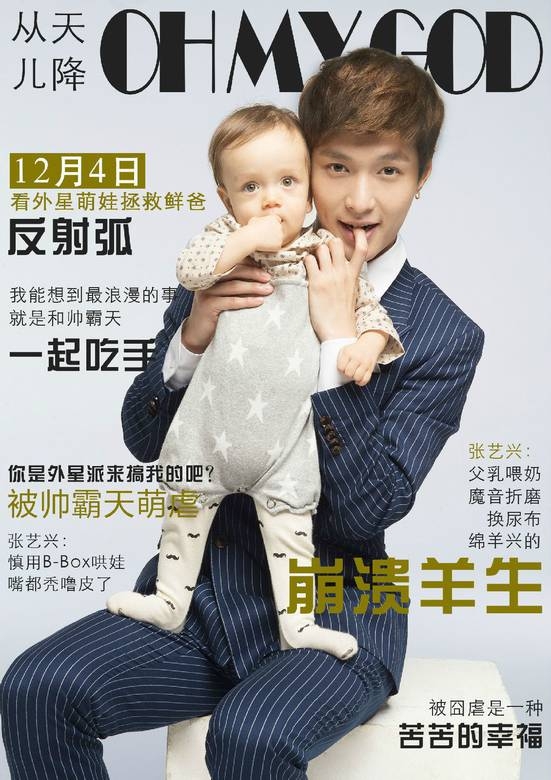 从天
儿降
OH MY GOD
12月4日
看外星萌娃拯救鲜爸
反射弧
我能想到最浪漫的事
就是和帅霸天
一起吃手
你是外星派来搞我的吧?
被帅霸天萌虐
张艺兴:
慎用B-Box哄娃
嘴都秃噜皮了
张艺兴:
父乳喂奶
魔音折磨
换尿布
绵羊兴的
崩溃羊生
被囧虐是一种
苦苦的幸福